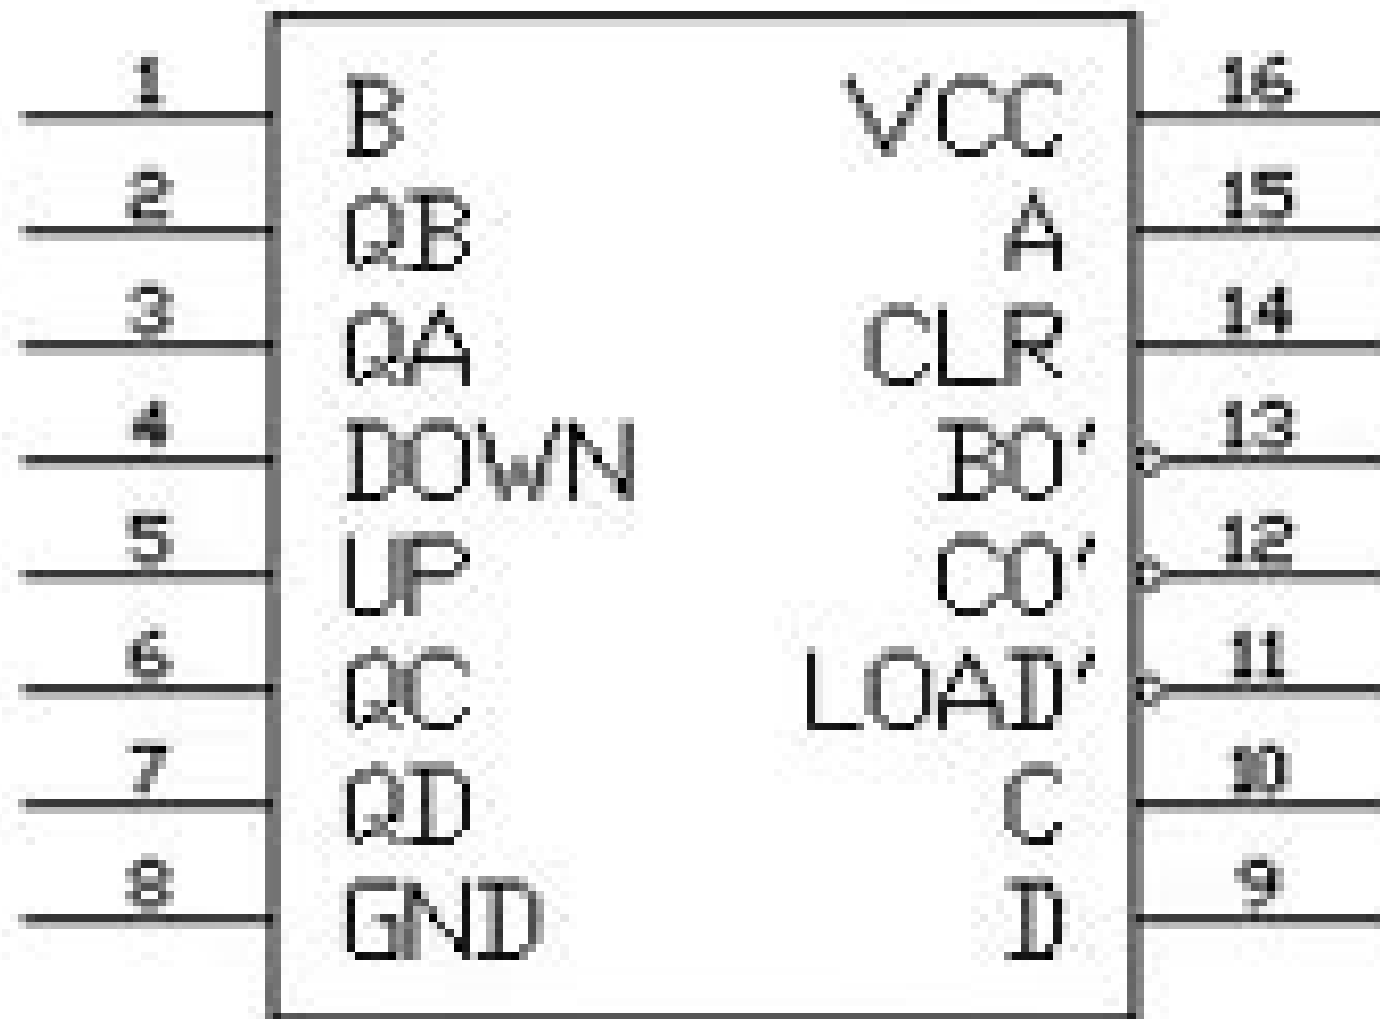 1 B VCC 16
2 QB A 15
3 QA CLR 14
4 DOWN BO' 13
5 UP CO' 12
6 QC LOAD' 11
7 QD C 10
8 GND D 9